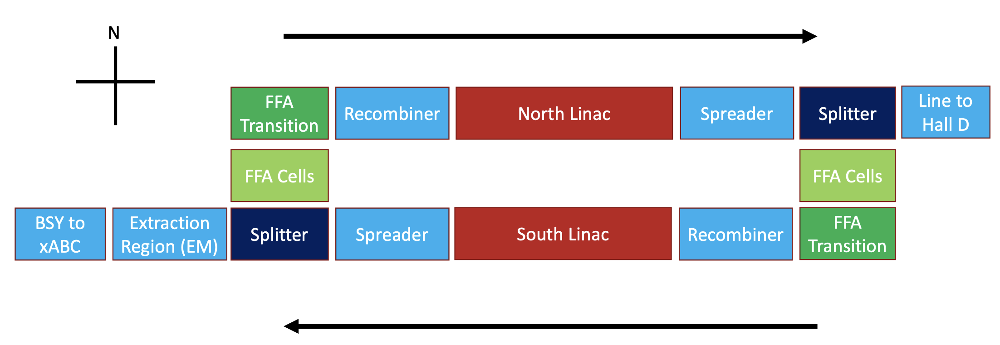 N
FFA
Transition
Recombiner
North Linac
Spreader
Splitter
Line to
Hall D
FFA Cells
FFA Cells
BSY to
xABC
Extraction
Region (EM)
Splitter
Spreader
South Linac
Recombiner
FFA
Transition